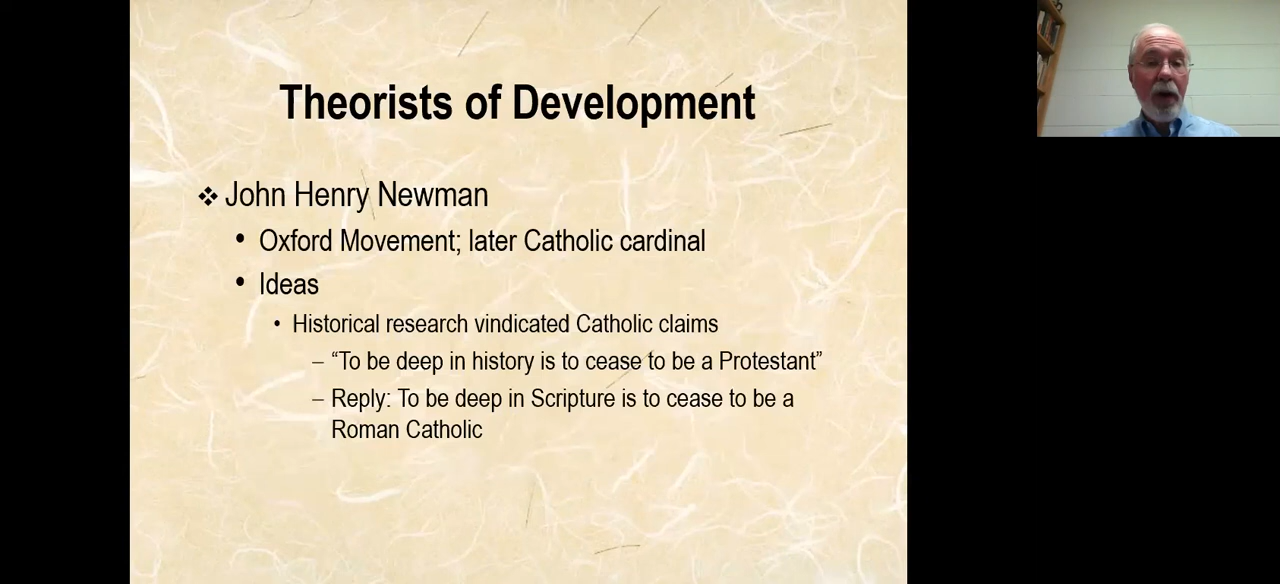 Theorists of Development
❖ John Henry Newman
• Oxford Movement; later Catholic cardinal
• Ideas
• Historical research vindicated Catholic claims
– “To be deep in history is to cease to be a Protestant”
– Reply: To be deep in Scripture is to cease to be a
Roman Catholic